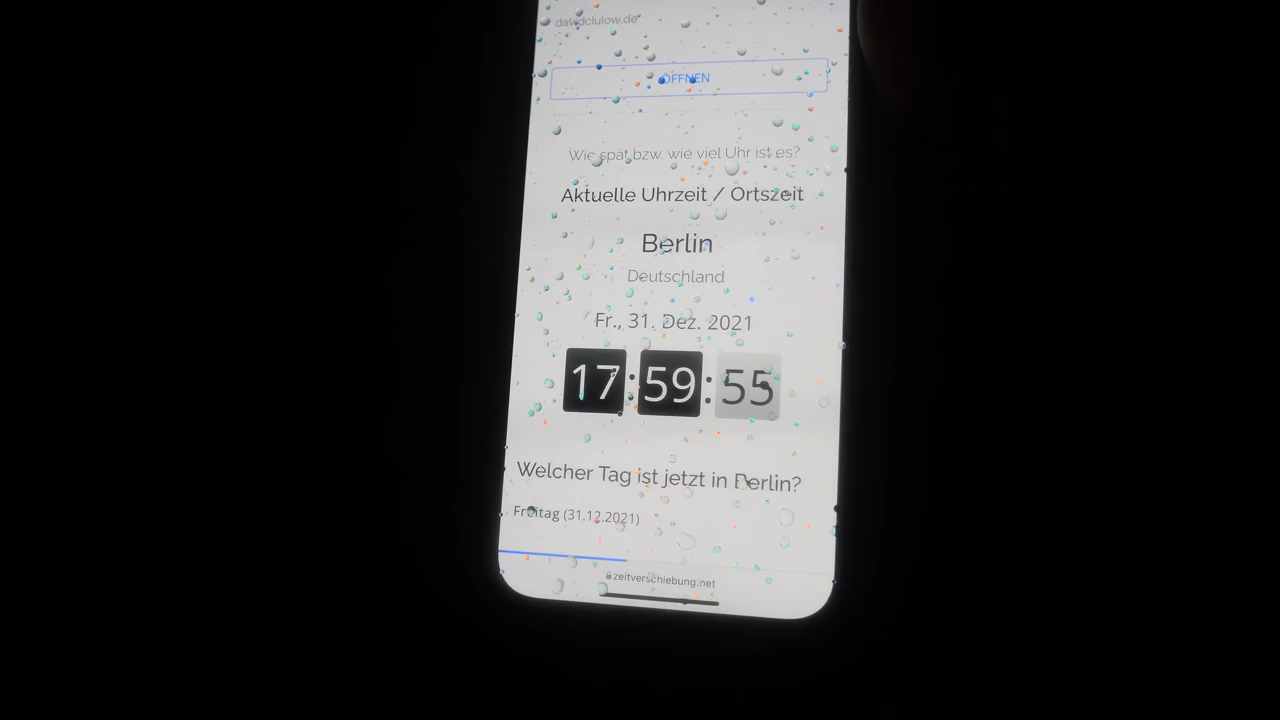 davidclulow.de
ÖFFNEN
Wie spät bzw. wie viel Uhr ist es?
Aktuelle Uhrzeit / Ortszeit
Berlin
Deutschland
Fr., 31. Dez. 2021
17:59:55
Welcher Tag ist jetzt in Berlin?
Freitag (31.12.2021)
zeitverschiebung.net